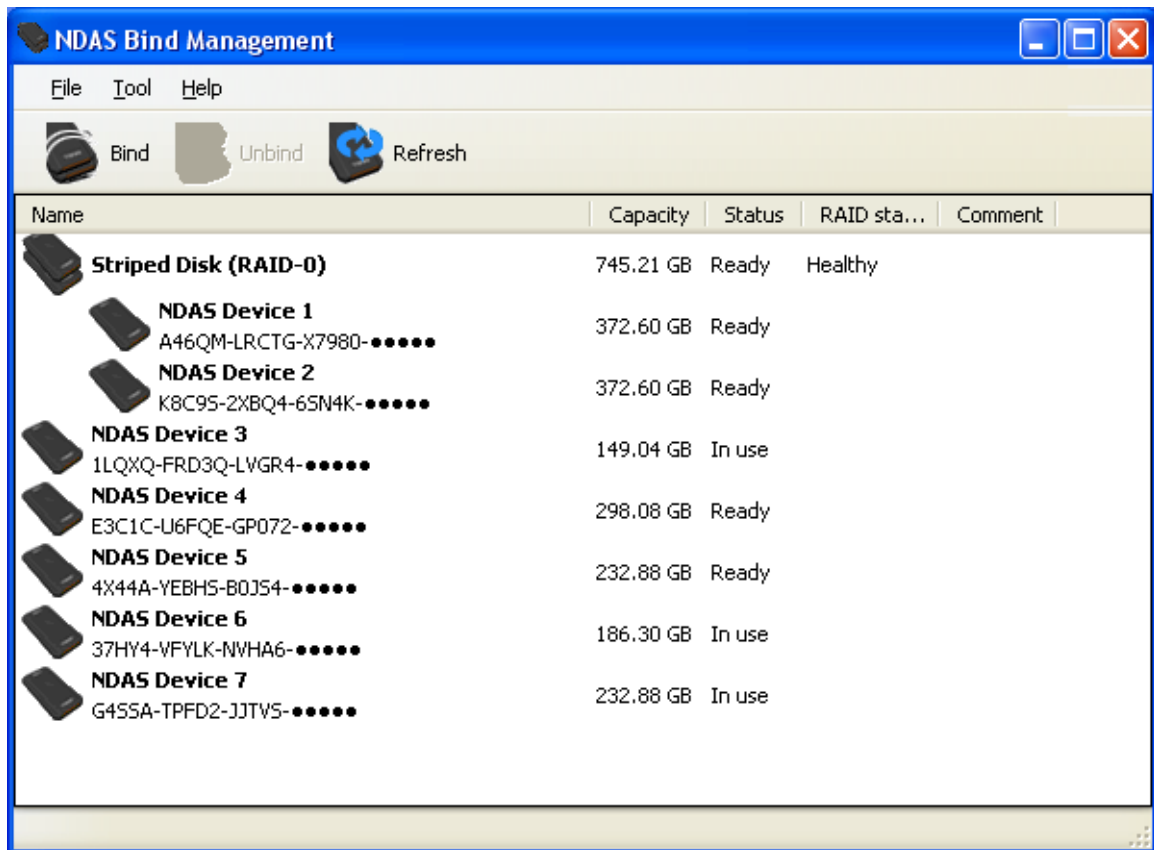 NDAS Bind Management
File Tool Help
Bind Unbind Refresh
Name Capacity Status RAID sta... Comment
Striped Disk (RAID-0) 745.21 GB Ready Healthy
NDAS Device 1
A46QM-LRCTG-X7980-●●●●● 372.60 GB Ready
NDAS Device 2
K8C9S-2XBQ4-6SN4K-●●●●● 372.60 GB Ready
NDAS Device 3
1LQXQ-FRD3Q-LVGR4-●●●●● 149.04 GB In use
NDAS Device 4
E3C1C-U6FQE-GP072-●●●●● 298.08 GB Ready
NDAS Device 5
4X44A-YEBHS-B0JS4-●●●●● 232.88 GB Ready
NDAS Device 6
37HY4-VFYLK-NVHA6-●●●●● 186.30 GB In use
NDAS Device 7
G4SSA-TPFD2-JJTVS-●●●●● 232.88 GB In use